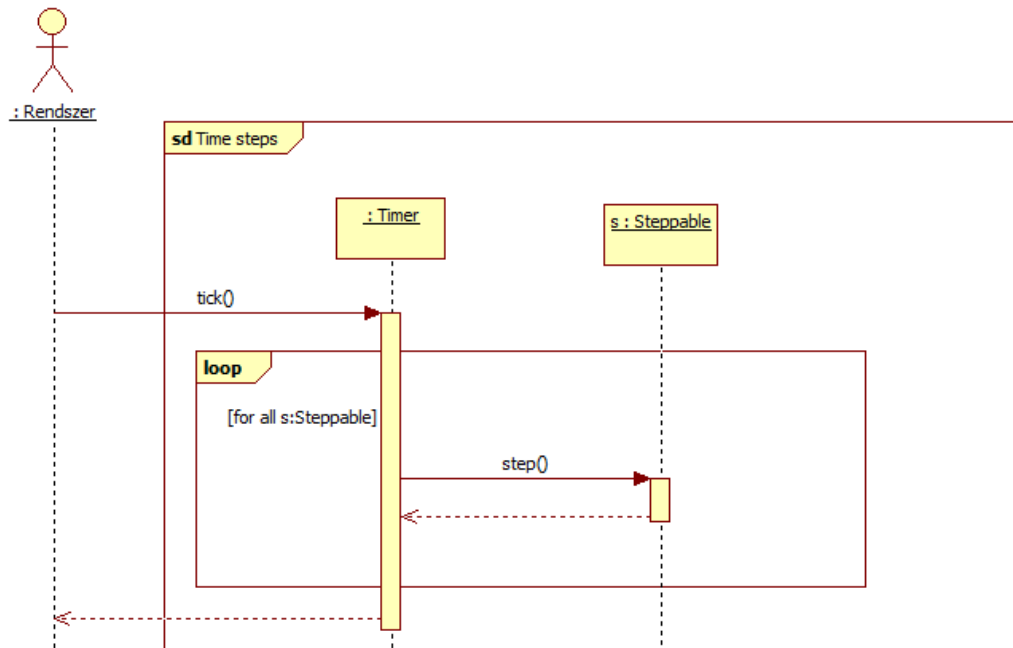 : Rendszer
sd Time steps
: Timer
s : Steppable
tick()
loop
[for all s:Steppable]
step()